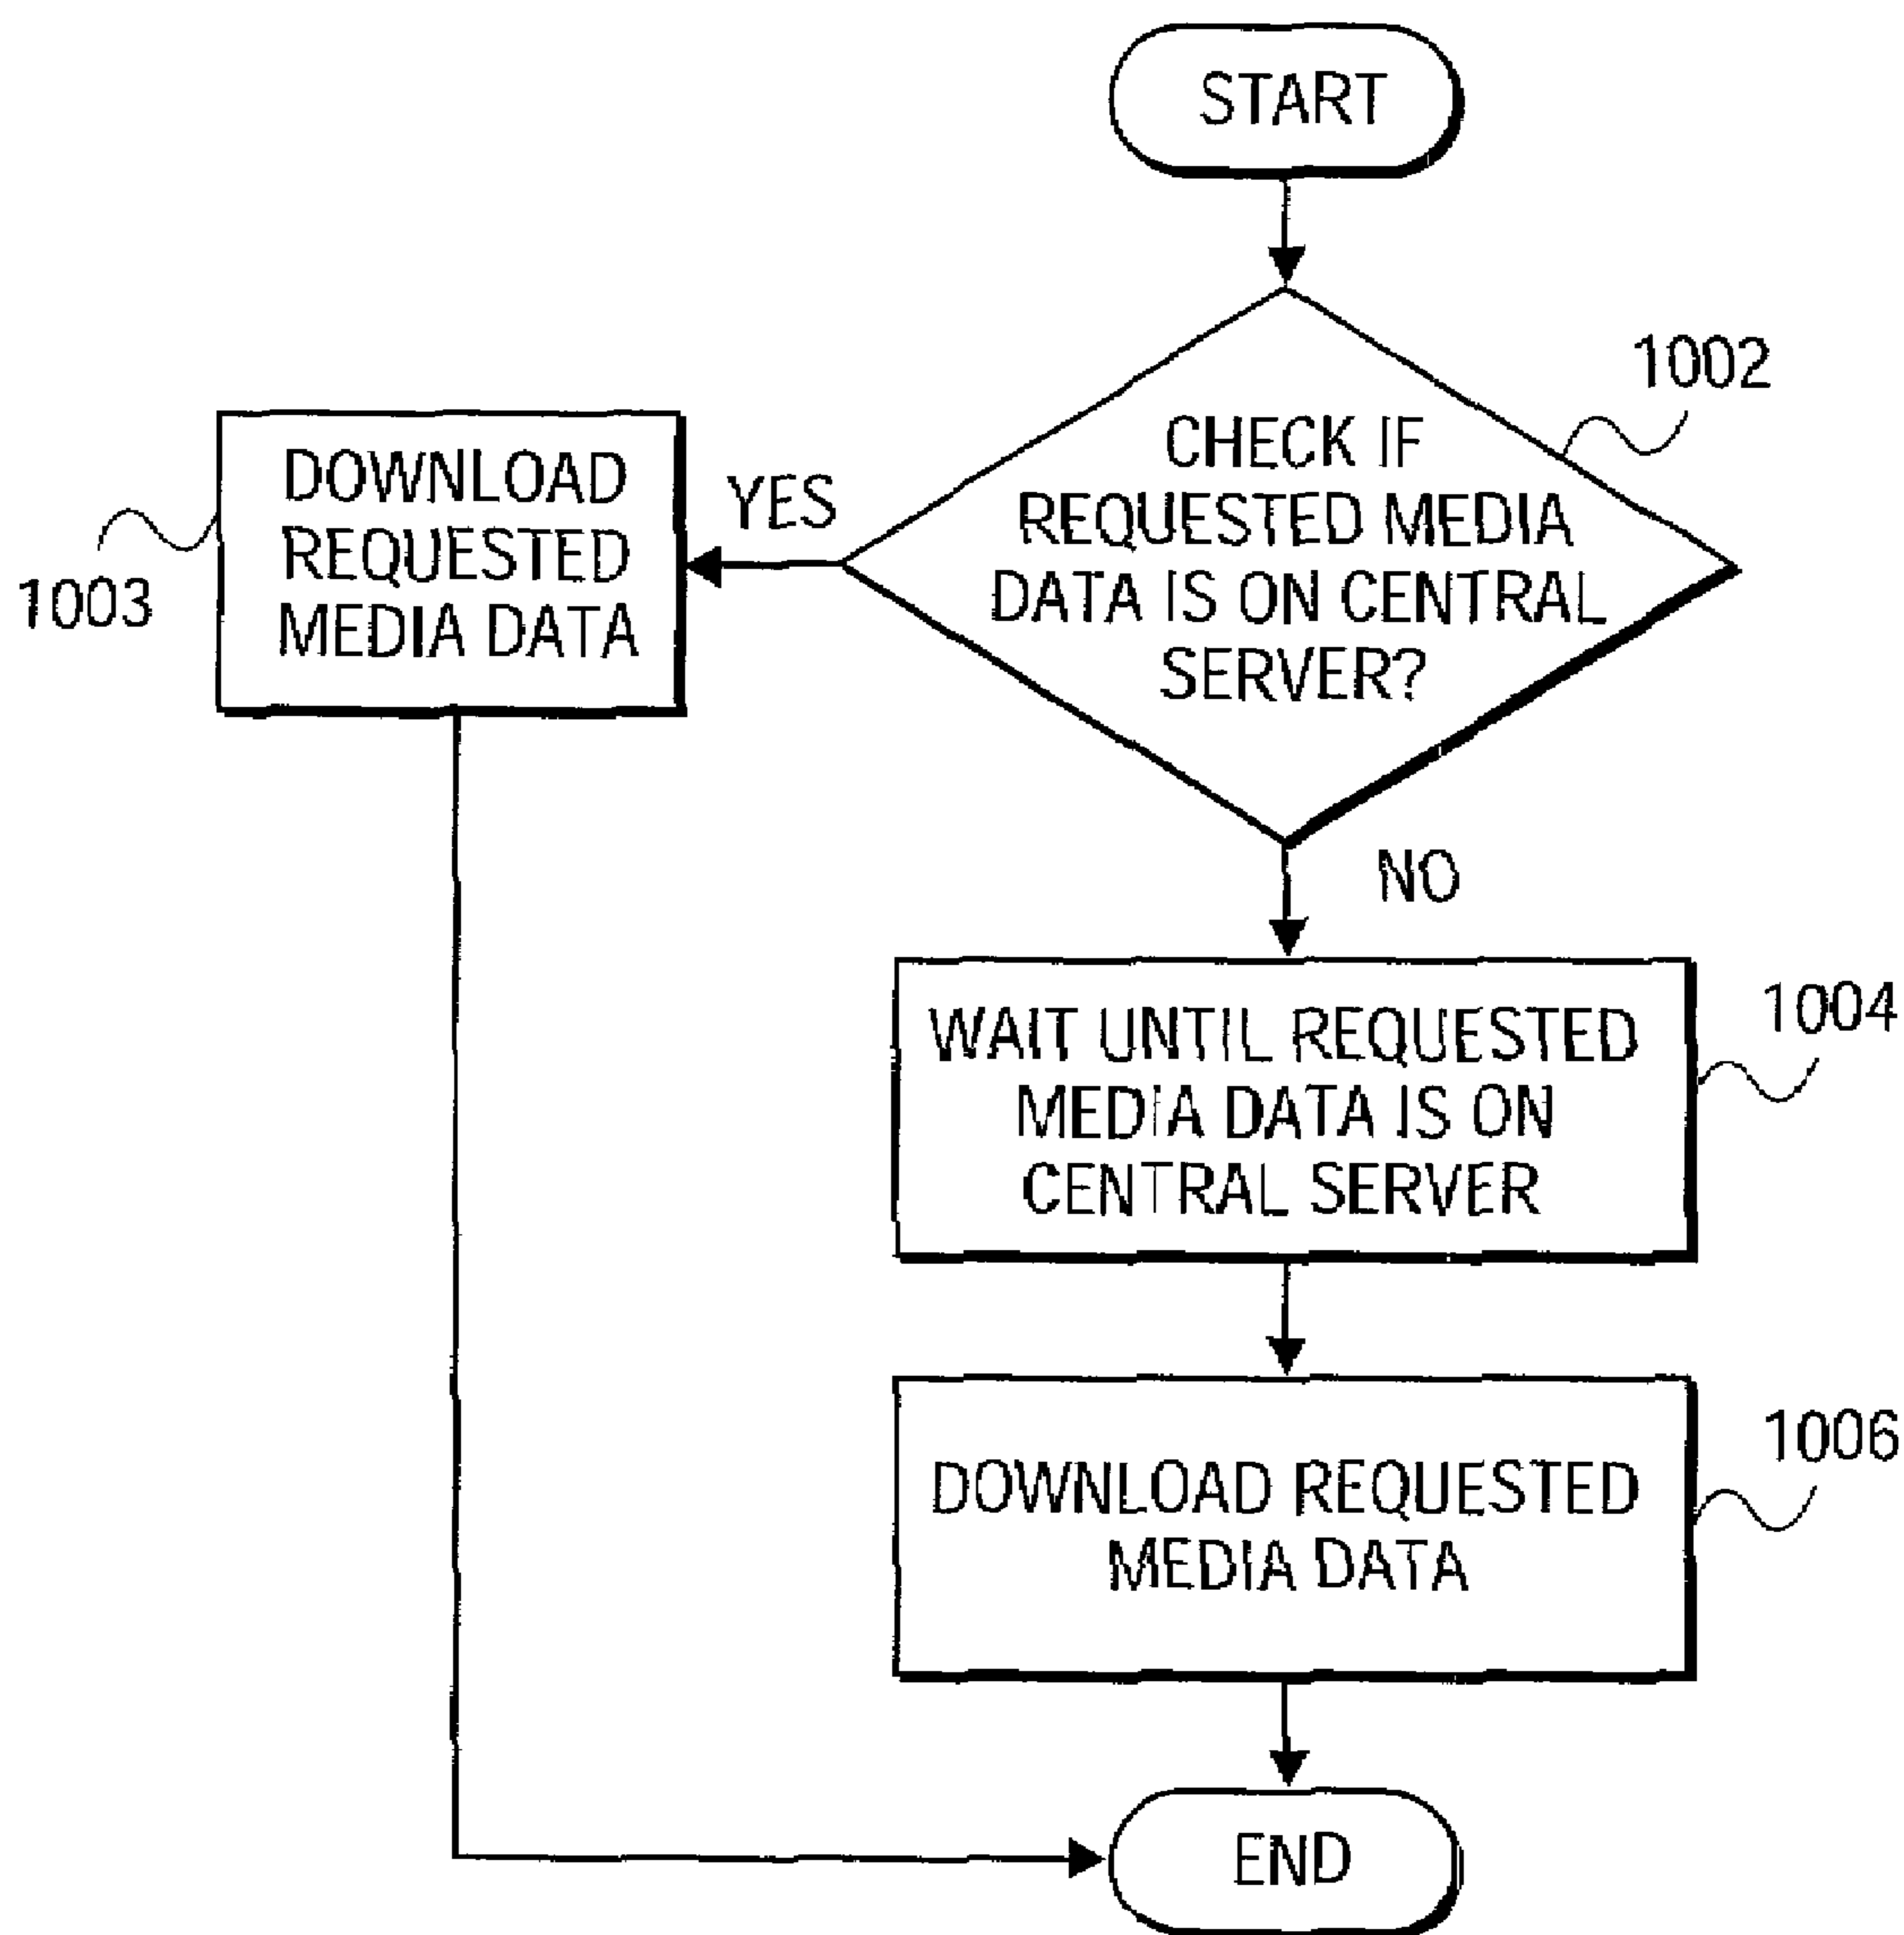 START
1002
CHECK IF
REQUESTED MEDIA
DATA IS ON CENTRAL
SERVER?
YES
DOWNLOAD
REQUESTED
MEDIA DATA
1003
NO
WAIT UNTIL REQUESTED
MEDIA DATA IS ON
CENTRAL SERVER
1004
DOWNLOAD REQUESTED
MEDIA DATA
1006
END